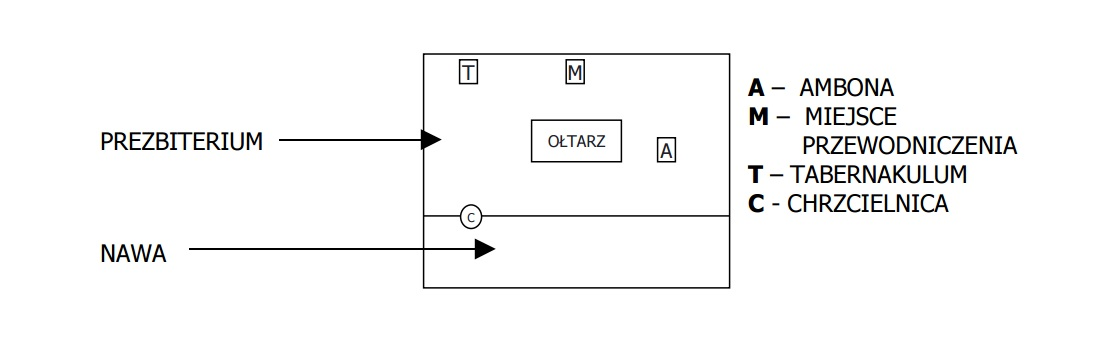 T
M
OŁTARZ
A
PREZBITERIUM
C
NAWA
A – AMBONA
M – MIEJSCE
PRZEWODNICZENIA
T – TABERNAKULUM
C - CHRZCIELNICA